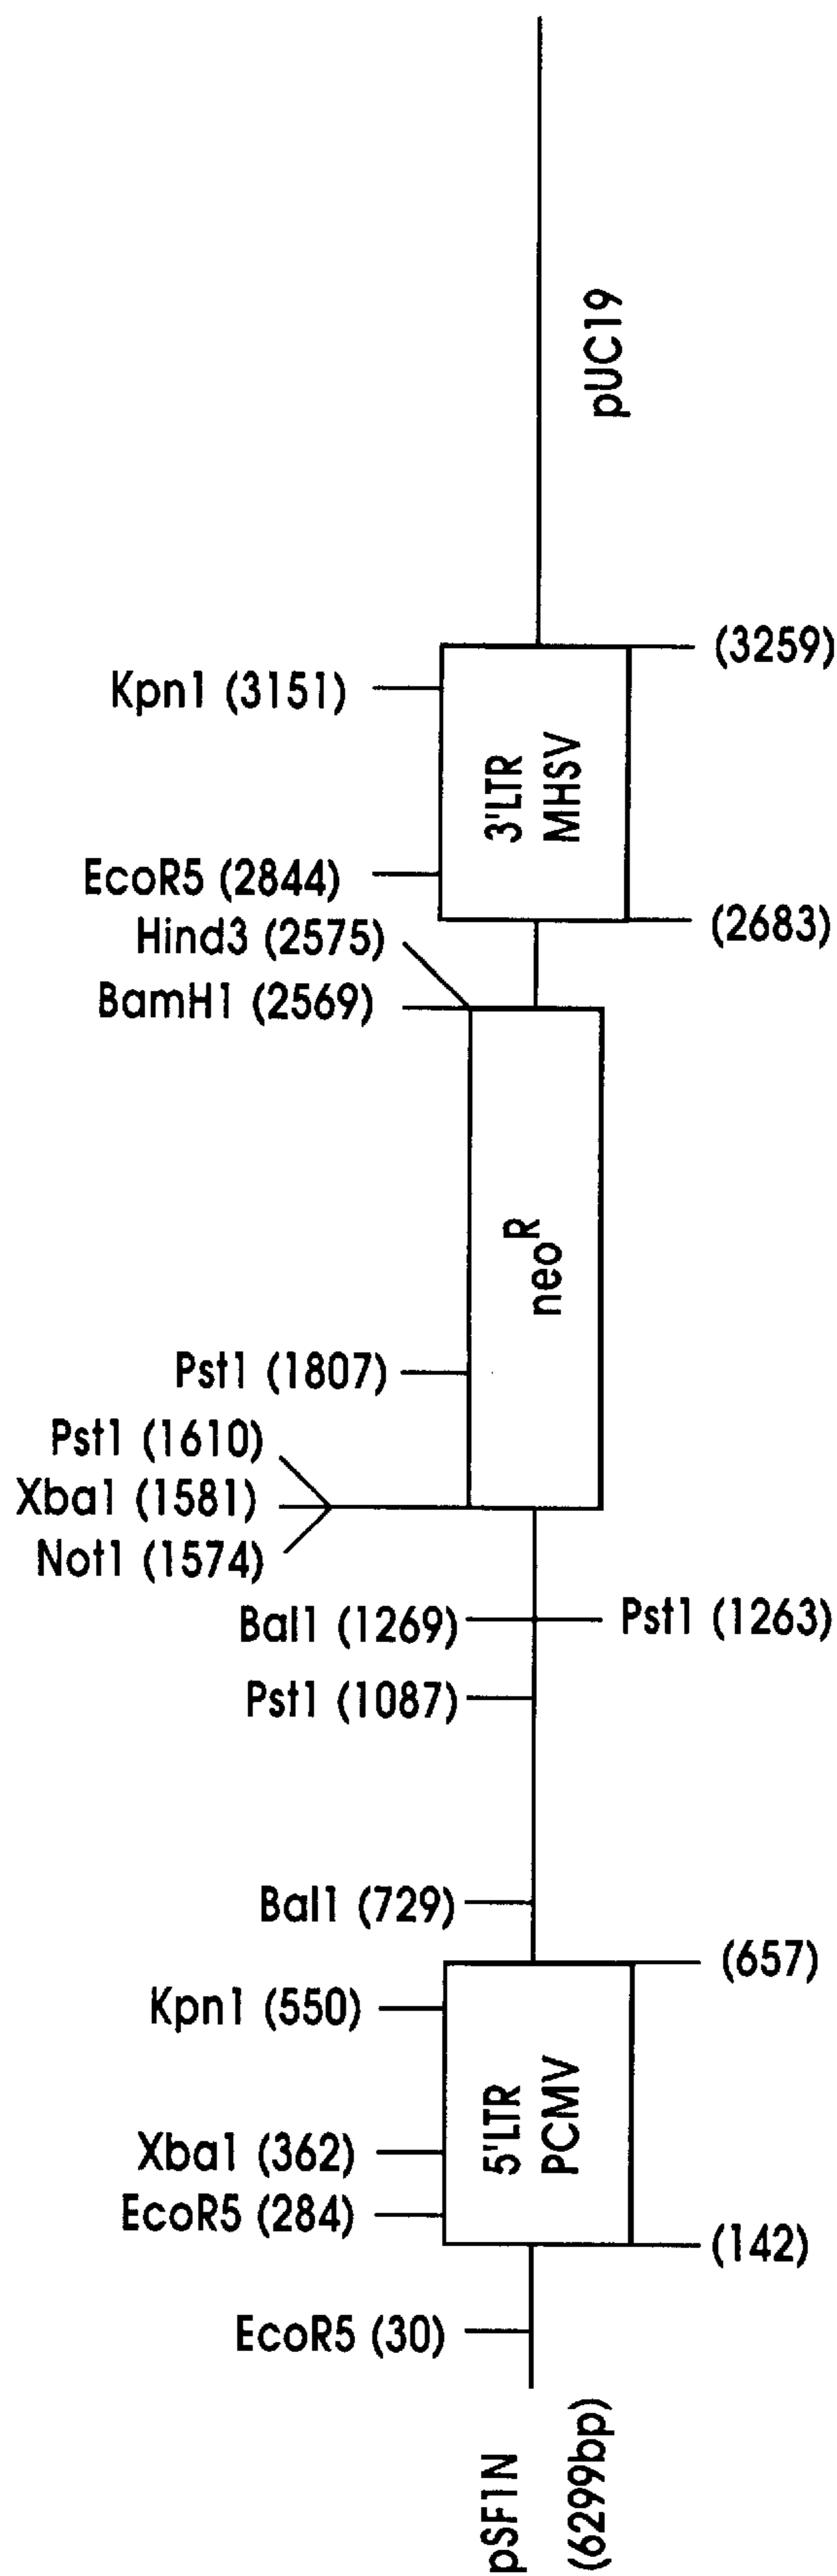 pUC19
(3259)
Kpn1 (3151)
3'LTR
MHSV
EcoR5 (2844)
(2683)
Hind3 (2575)
BamH1 (2569)
neoR
Pst1 (1807)
Pst1 (1610)
Xba1 (1581)
Not1 (1574)
Bal1 (1269)
Pst1 (1263)
Pst1 (1087)
Bal1 (729)
(657)
Kpn1 (550)
5'LTR
PCMV
Xba1 (362)
EcoR5 (284)
(142)
EcoR5 (30)
pSF1N
(6299bp)